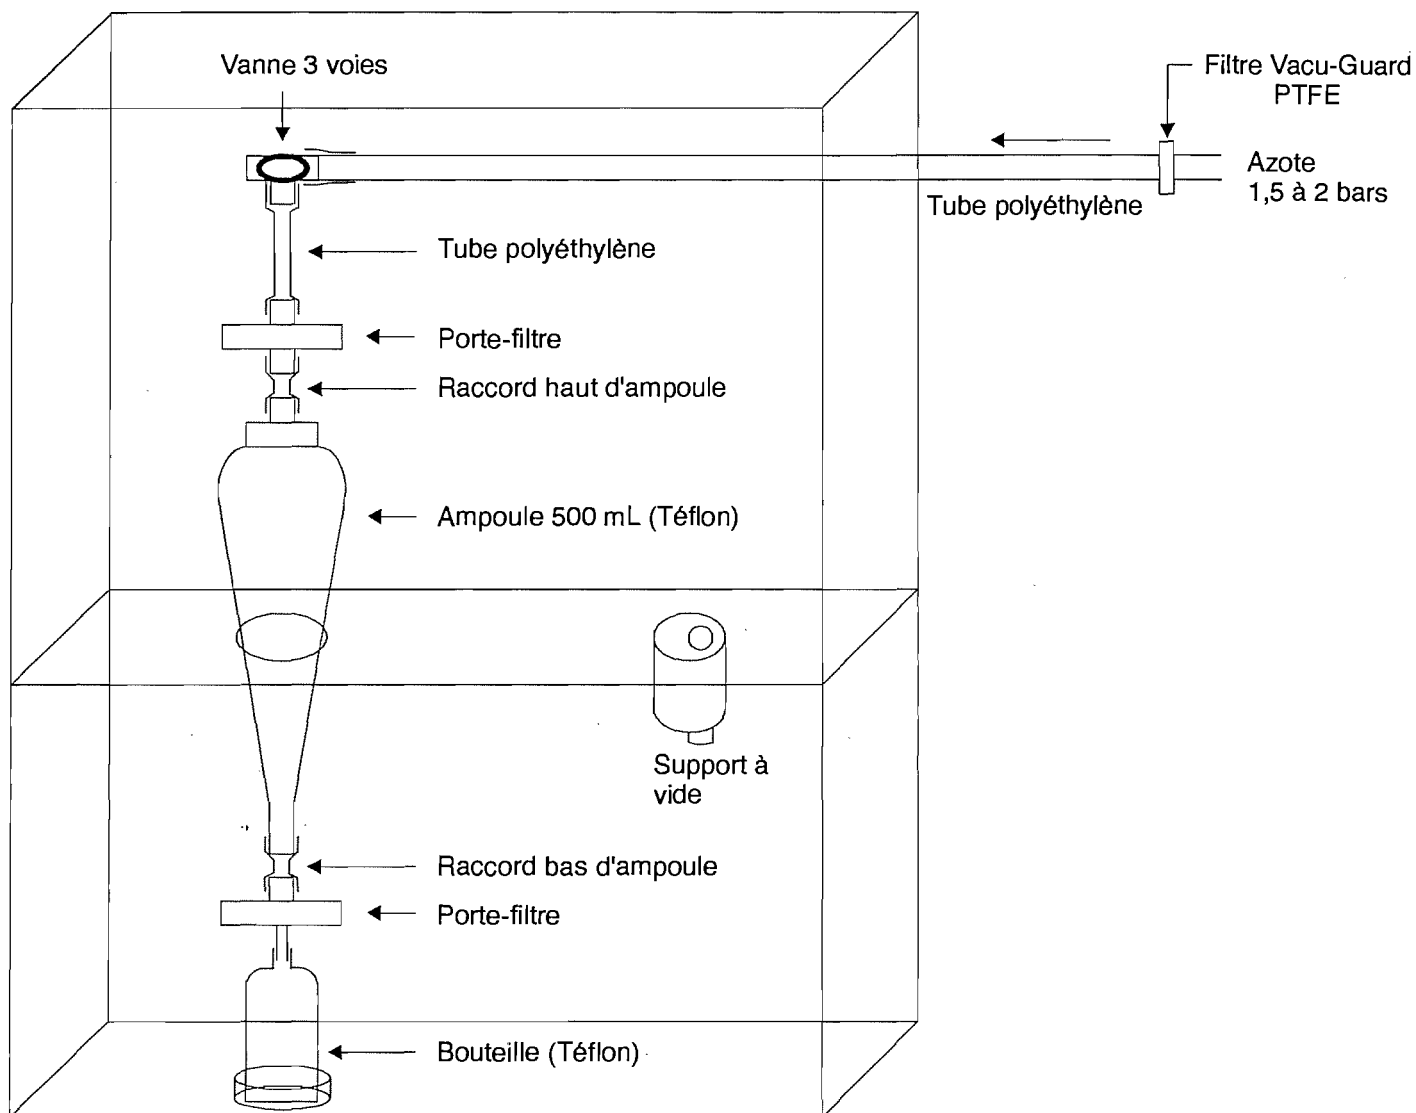 Vanne 3 voies
Filtre Vacu-Guard
PTFE
Azote
1,5 à 2 bars
Tube polyéthylène
Tube polyéthylène
Porte-filtre
Raccord haut d'ampoule
Ampoule 500 mL (Téflon)
Support à
vide
Raccord bas d'ampoule
Porte-filtre
Bouteille (Téflon)